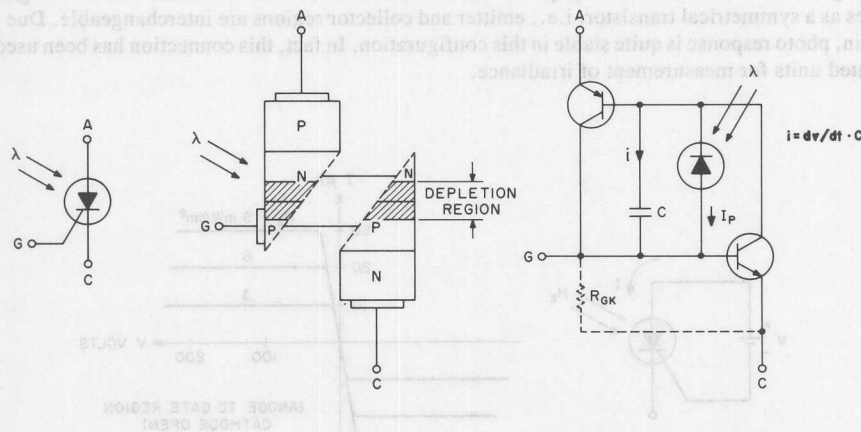 s as a symmetrical transistor, i.e., emitter and collector regions are interchangeable. Due
in, photo response is quite stable in this configuration. In fact, this connection has been used
ted units for measurement of irradiance.
A
λ
G
C
A
λ
P
N
N
P
P
G
N
C
DEPLETION
REGION
A
λ
i
C
I_P
i = dv/dt · C
G
R_GK
C
V VOLTS
100
200
(ANODE TO GATE REGION
CATHODE OPEN)